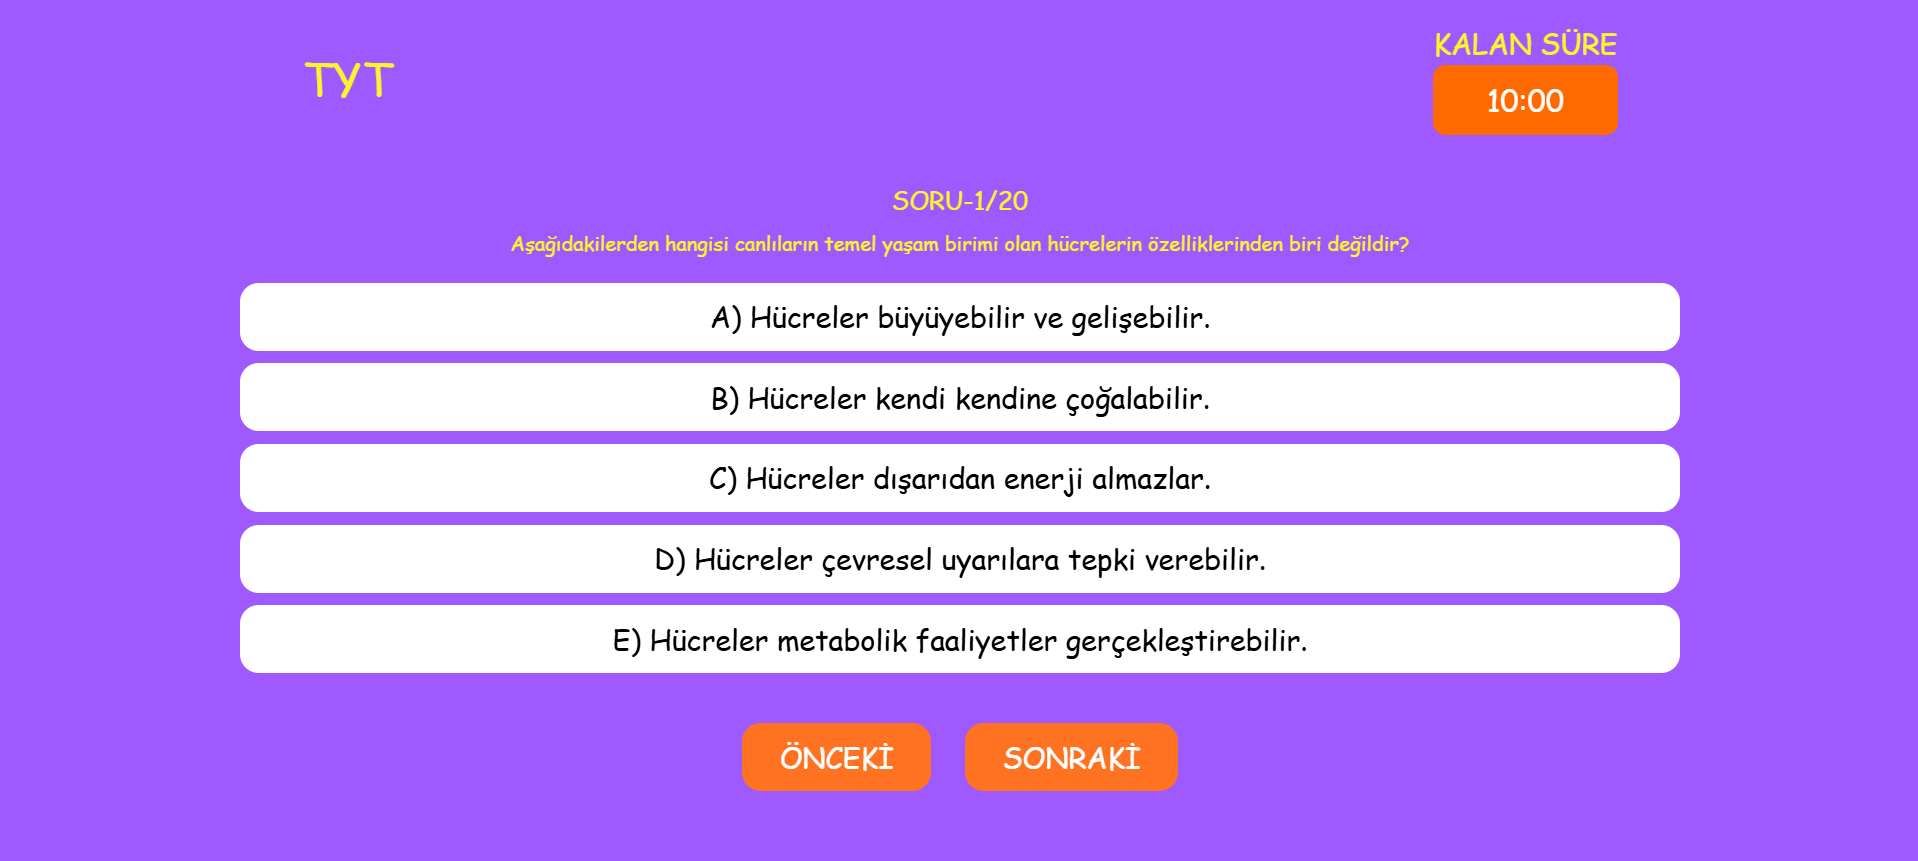 TYT
KALAN SÜRE
10:00
SORU-1/20
Aşağıdakilerden hangisi canlıların temel yaşam birimi olan hücrelerin özelliklerinden biri değildir?
A) Hücreler büyüyebilir ve gelişebilir.
B) Hücreler kendi kendine çoğalabilir.
C) Hücreler dışarıdan enerji almazlar.
D) Hücreler çevresel uyarılara tepki verebilir.
E) Hücreler metabolik faaliyetler gerçekleştirebilir.
ÖNCEKİ
SONRAKİ